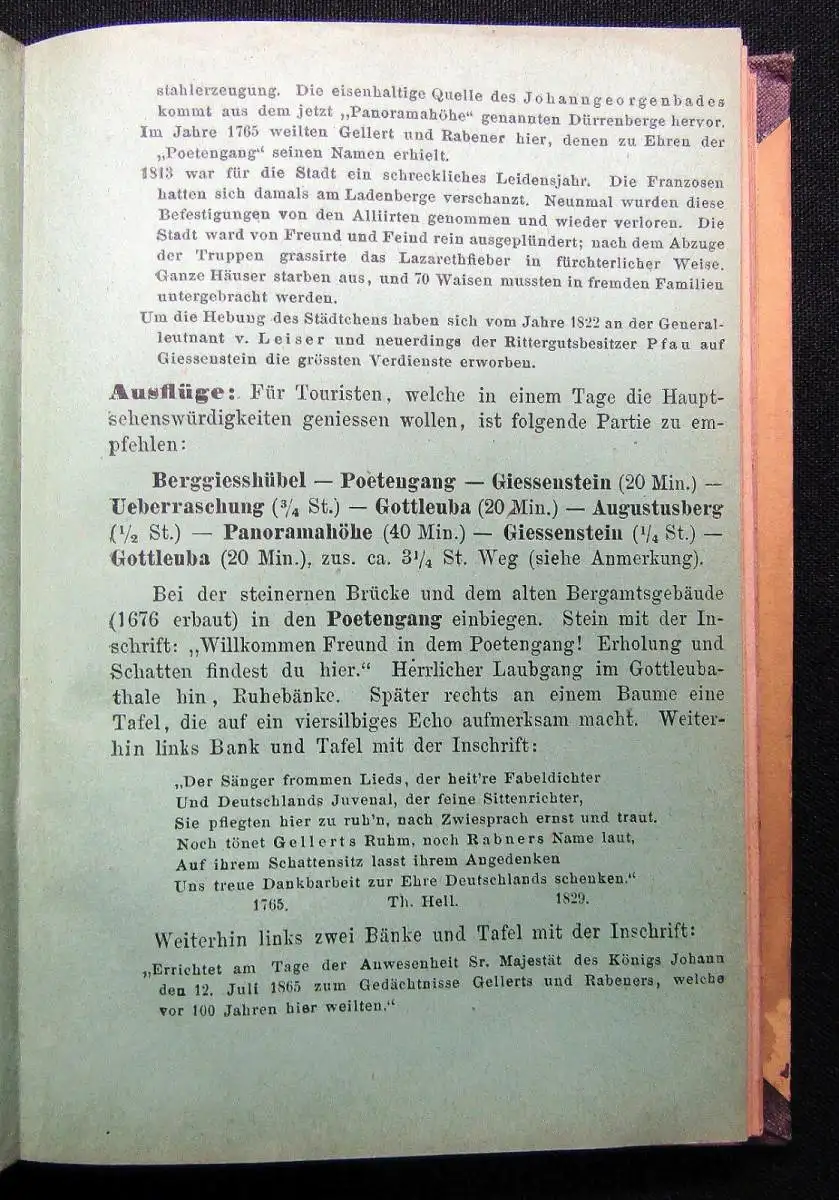 stahlerzeugung. Die eisenhaltige Quelle des Johanngeorgenbades
kommt aus dem jetzt „Panoramahöhe“ genannten Dürrenberge hervor.
Im Jahre 1765 weilten Gellert und Rabener hier, denen zu Ehren der
„Poetengang“ seinen Namen erhielt.
1813 war für die Stadt ein schreckliches Leidensjahr. Die Franzosen
hatten sich damals am Ladenberge verschanzt. Neunmal wurden diese
Befestigungen von den Alliirten genommen und wieder verloren. Die
Stadt ward von Freund und Feind rein ausgeplündert; nach dem Abzuge
der Truppen grassirte das Lazarethfieber in fürchterlicher Weise.
Ganze Häuser starben aus, und 70 Waisen mussten in fremden Familien
untergebracht werden.
Um die Hebung des Städtchens haben sich vom Jahre 1822 an der General-
leutnant v. Leiser und neuerdings der Rittergutsbesitzer Pfau auf
Giessenstein die grössten Verdienste erworben.
Ausflüge: Für Touristen, welche in einem Tage die Haupt-
sehenswürdigkeiten geniessen wollen, ist folgende Partie zu em-
pfehlen:
Berggiesshübel — Poetengang — Giessenstein (20 Min.) —
Ueberraschung (3/4 St.) — Gottleuba (20 Min.) — Augustusberg
(1/2 St.) — Panoramahöhe (40 Min.) — Giessenstein (1/4 St.) —
Gottleuba (20 Min.), zus. ca. 3 1/4 St. Weg (siehe Anmerkung).
Bei der steinernen Brücke und dem alten Bergamtsgebäude
(1676 erbaut) in den Poetengang einbiegen. Stein mit der In-
schrift: „Willkommen Freund in dem Poetengang! Erholung und
Schatten findest du hier.“ Herrlicher Laubgang im Gottleuba-
thale hin, Ruhebänke. Später rechts an einem Baume eine
Tafel, die auf ein viersilbiges Echo aufmerksam macht. Weiter-
hin links Bank und Tafel mit der Inschrift:
„Der Sänger frommen Lieds, der heit're Fabeldichter
Und Deutschlands Juvenal, der feine Sittenrichter,
Sie pflegten hier zu ruh'n, nach Zwiesprach ernst und traut.
Noch tönet Gellerts Ruhm, noch Rabners Name laut,
Auf ihrem Schattensitz lasst ihrem Angedenken
Uns treue Dankbarkeit zur Ehre Deutschlands schenken.“
1765. Th. Hell. 1829.
Weiterhin links zwei Bänke und Tafel mit der Inschrift:
„Errichtet am Tage der Anwesenheit Sr. Majestät des Königs Johann
den 12. Juli 1865 zum Gedächtnisse Gellerts und Rabeners, welche
vor 100 Jahren hier weilten.“